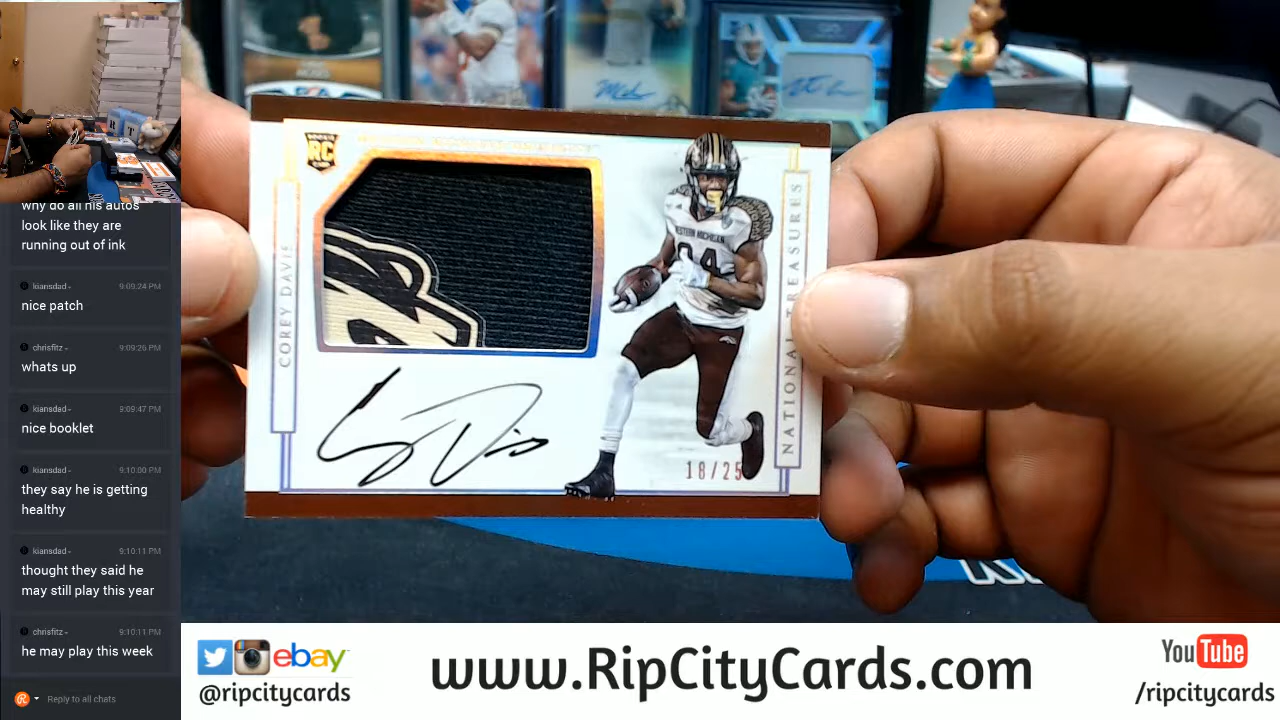 why do all his autos
look like they are
running out of ink
kiansdad - 9:09:24 PM
nice patch
chrisfitz - 9:09:26 PM
whats up
kiansdad - 9:09:47 PM
nice booklet
kiansdad - 9:10:00 PM
they say he is getting
healthy
kiansdad - 9:10:11 PM
thought they said he
may still play this year
chrisfitz - 9:10:11 PM
he may play this week
Reply to all chats
RC
COREY DAVIS
WESTERN MICHIGAN
84
NATIONAL TREASURES
18/25
ebay
@ripcitycards
www.RipCityCards.com
YouTube
/ripcitycards